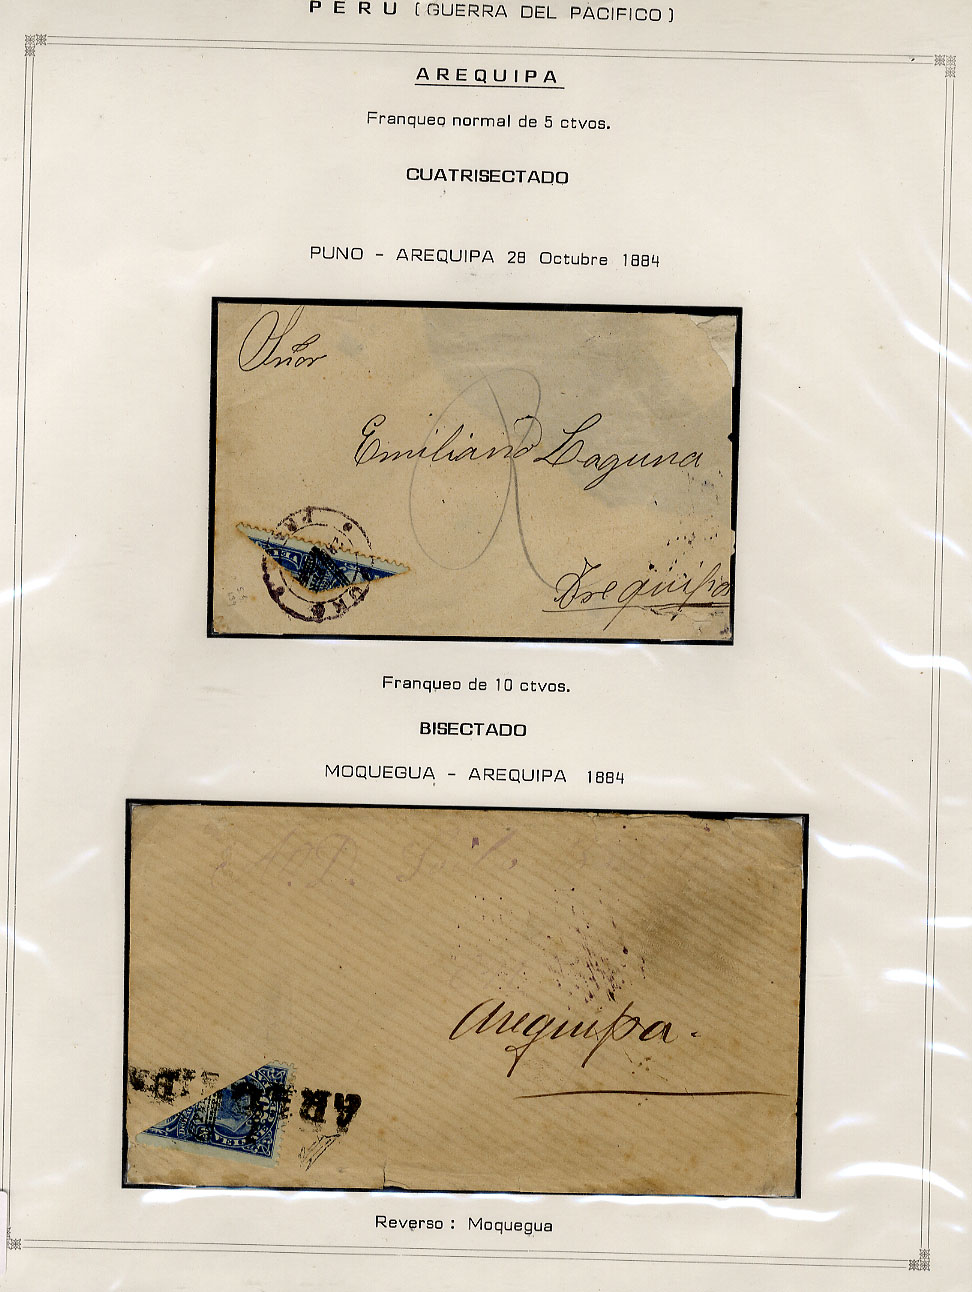 PERU (GUERRA DEL PACIFICO)
AREQUIPA
Franqueo normal de 5 ctvos.
CUATRISECTADO
PUNO - AREQUIPA 28 Octubre 1884
Señor
Emiliano Laguna
Arequipa
Franqueo de 10 ctvos.
BISECTADO
MOQUEGUA - AREQUIPA 1884
Arequipa.
Reverso : Moquegua